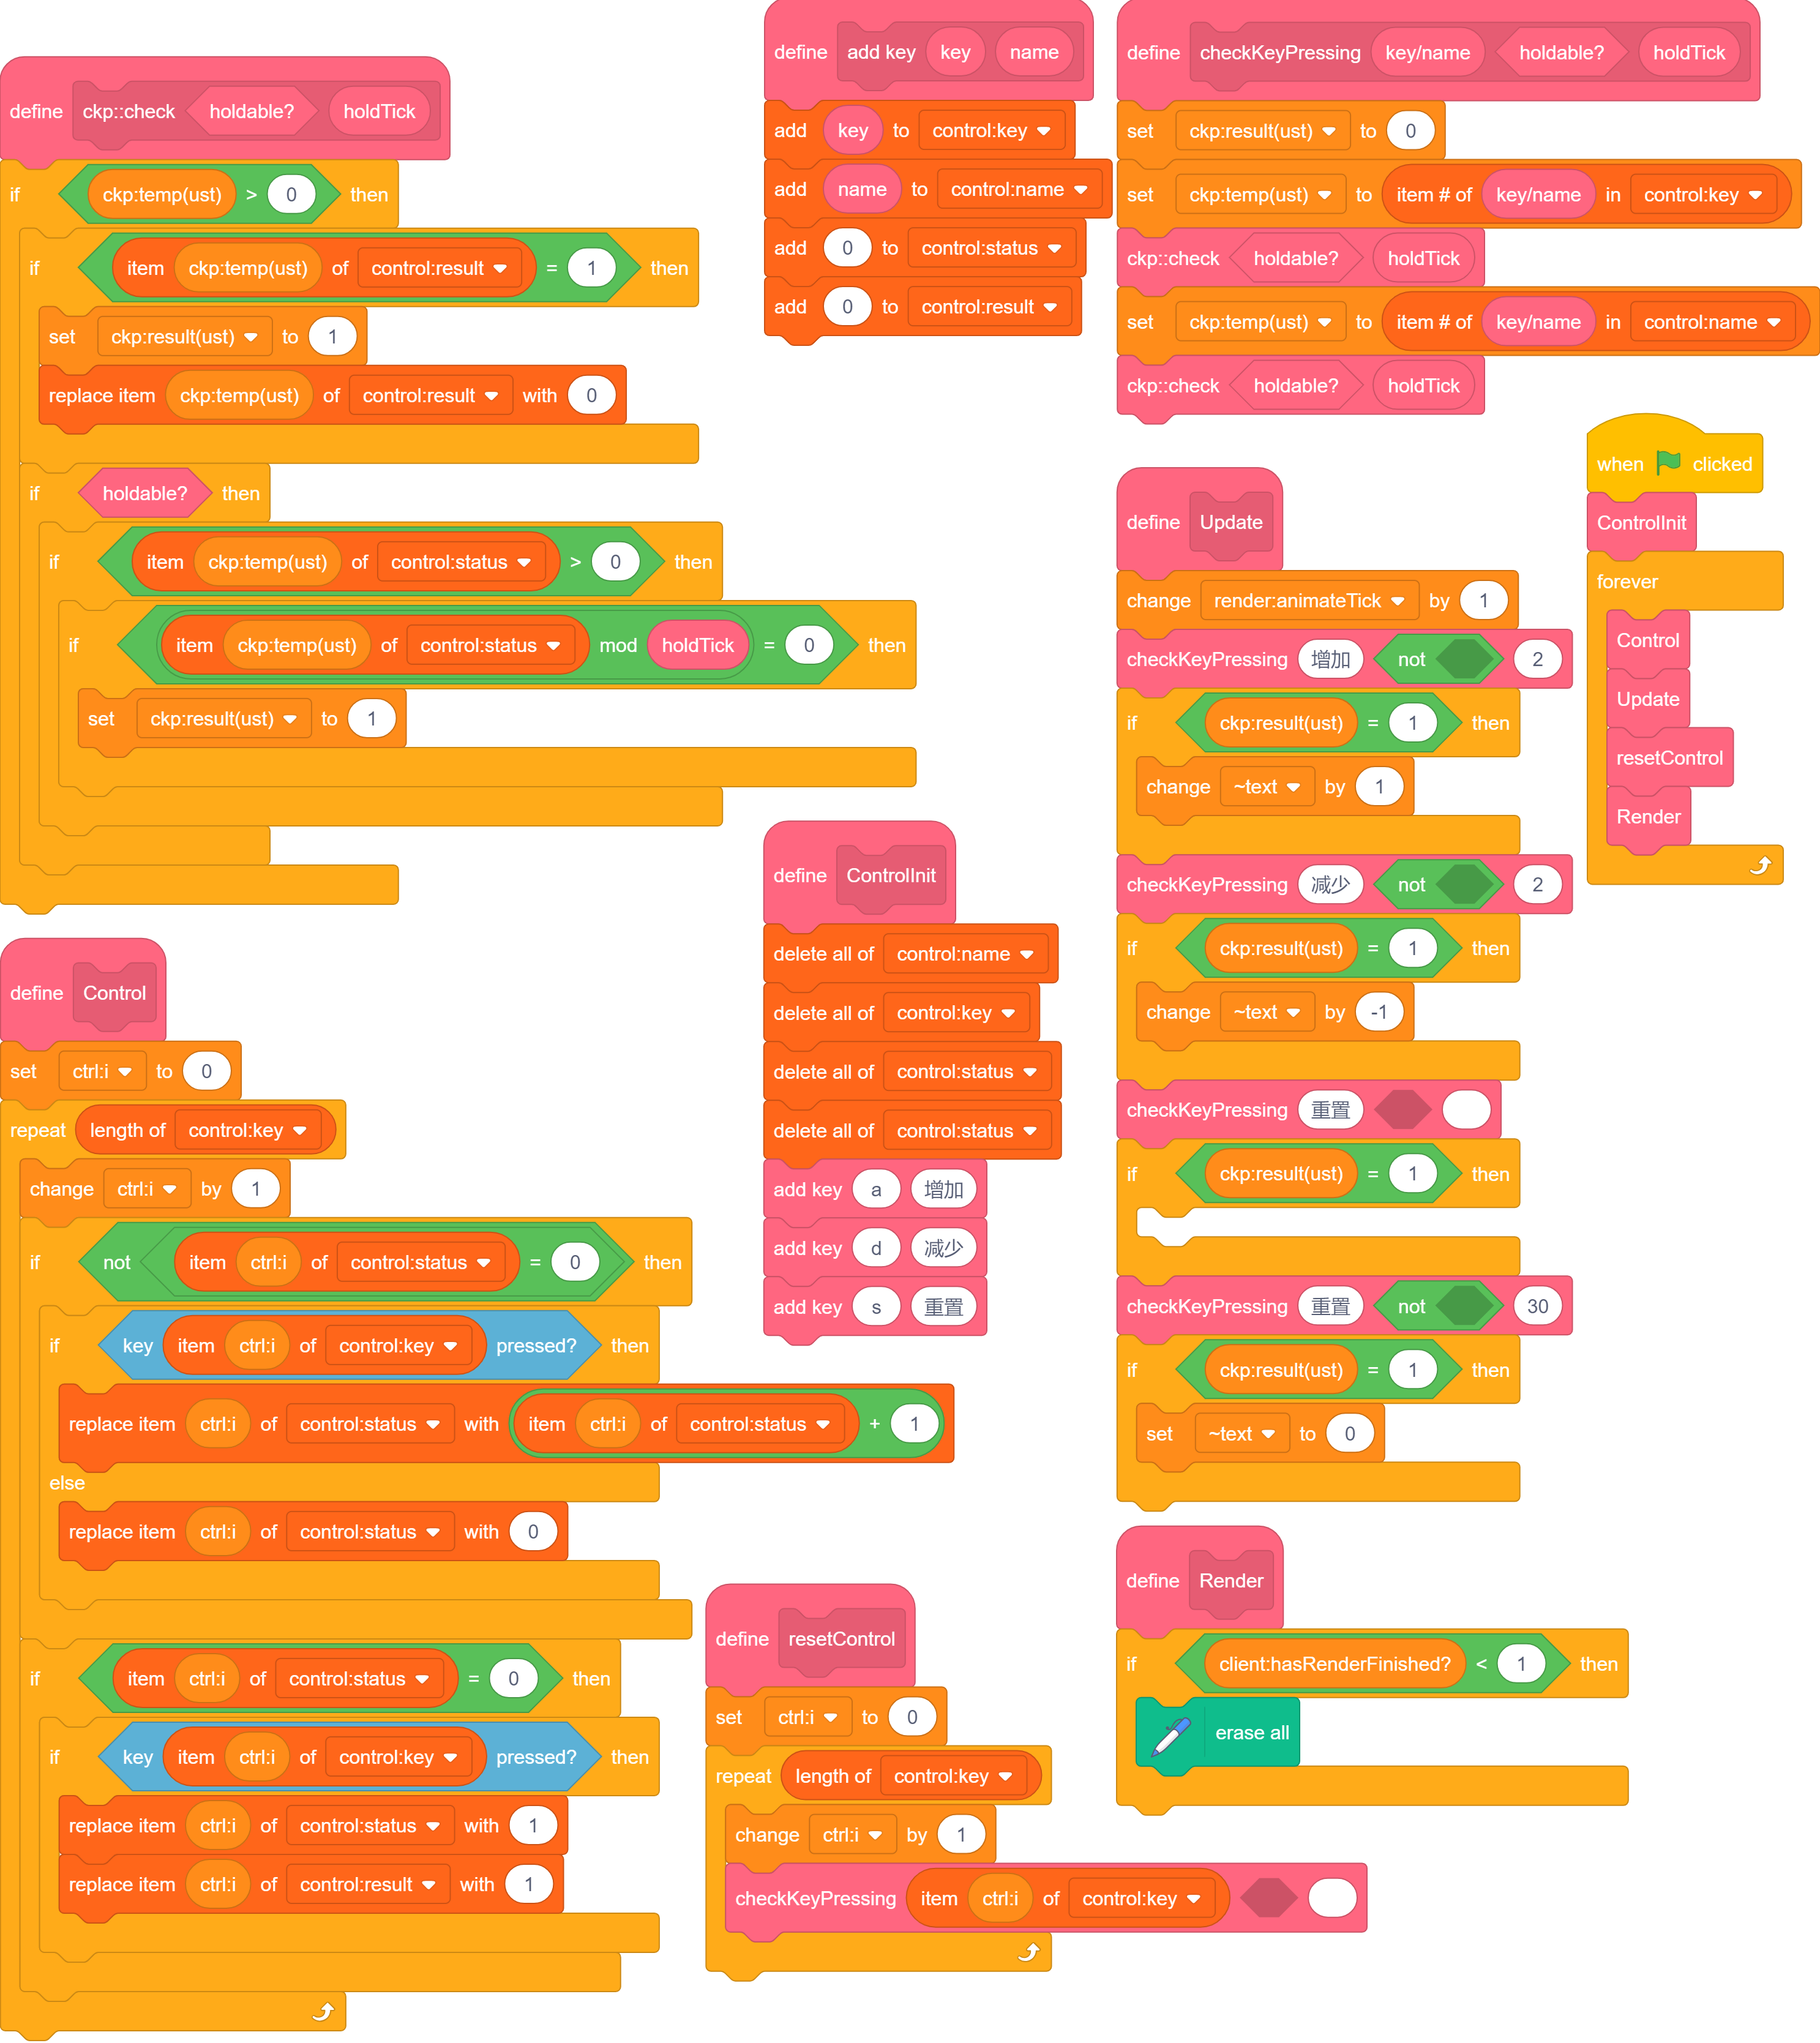 define ckp::check holdable? holdTick
if ckp:temp(ust) > 0 then
if item ckp:temp(ust) of control:result = 1 then
set ckp:result(ust) to 1
replace item ckp:temp(ust) of control:result with 0
if holdable? then
if item ckp:temp(ust) of control:status > 0 then
if item ckp:temp(ust) of control:status mod holdTick = 0 then
set ckp:result(ust) to 1
define Control
set ctrl:i to 0
repeat length of control:key
change ctrl:i by 1
if not item ctrl:i of control:status = 0 then
if key item ctrl:i of control:key pressed? then
replace item ctrl:i of control:status with item ctrl:i of control:status + 1
else
replace item ctrl:i of control:status with 0
if item ctrl:i of control:status = 0 then
if key item ctrl:i of control:key pressed? then
replace item ctrl:i of control:status with 1
replace item ctrl:i of control:result with 1
define add key key name
add key to control:key
add name to control:name
add 0 to control:status
add 0 to control:result
define ControlInit
delete all of control:name
delete all of control:key
delete all of control:status
delete all of control:status
add key a 增加
add key d 减少
add key s 重置
define resetControl
set ctrl:i to 0
repeat length of control:key
change ctrl:i by 1
checkKeyPressing item ctrl:i of control:key
define checkKeyPressing key/name holdable? holdTick
set ckp:result(ust) to 0
set ckp:temp(ust) to item # of key/name in control:key
ckp::check holdable? holdTick
set ckp:temp(ust) to item # of key/name in control:name
ckp::check holdable? holdTick
define Update
change render:animateTick by 1
checkKeyPressing 增加 not 2
if ckp:result(ust) = 1 then
change ~text by 1
checkKeyPressing 减少 not 2
if ckp:result(ust) = 1 then
change ~text by -1
checkKeyPressing 重置
if ckp:result(ust) = 1 then
checkKeyPressing 重置 not 30
if ckp:result(ust) = 1 then
set ~text to 0
define Render
if client:hasRenderFinished? < 1 then
erase all
when clicked
ControlInit
forever
Control
Update
resetControl
Render